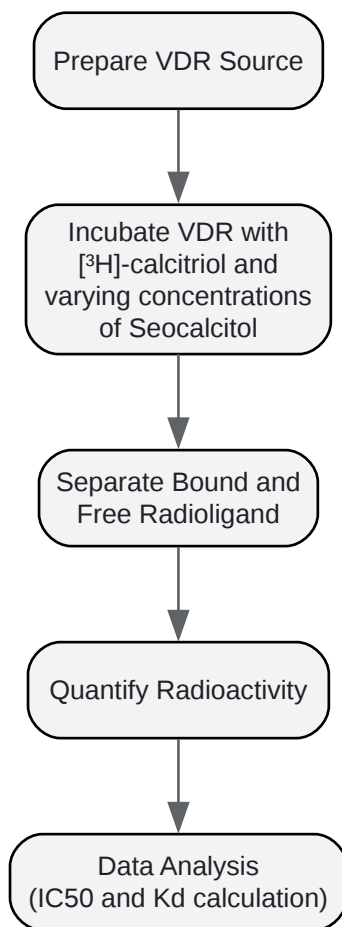 Prepare VDR Source
Incubate VDR with
[³H]-calcitriol and
varying concentrations
of Seocalcitol
Separate Bound and
Free Radioligand
Quantify Radioactivity
Data Analysis
(IC50 and Kd calculation)